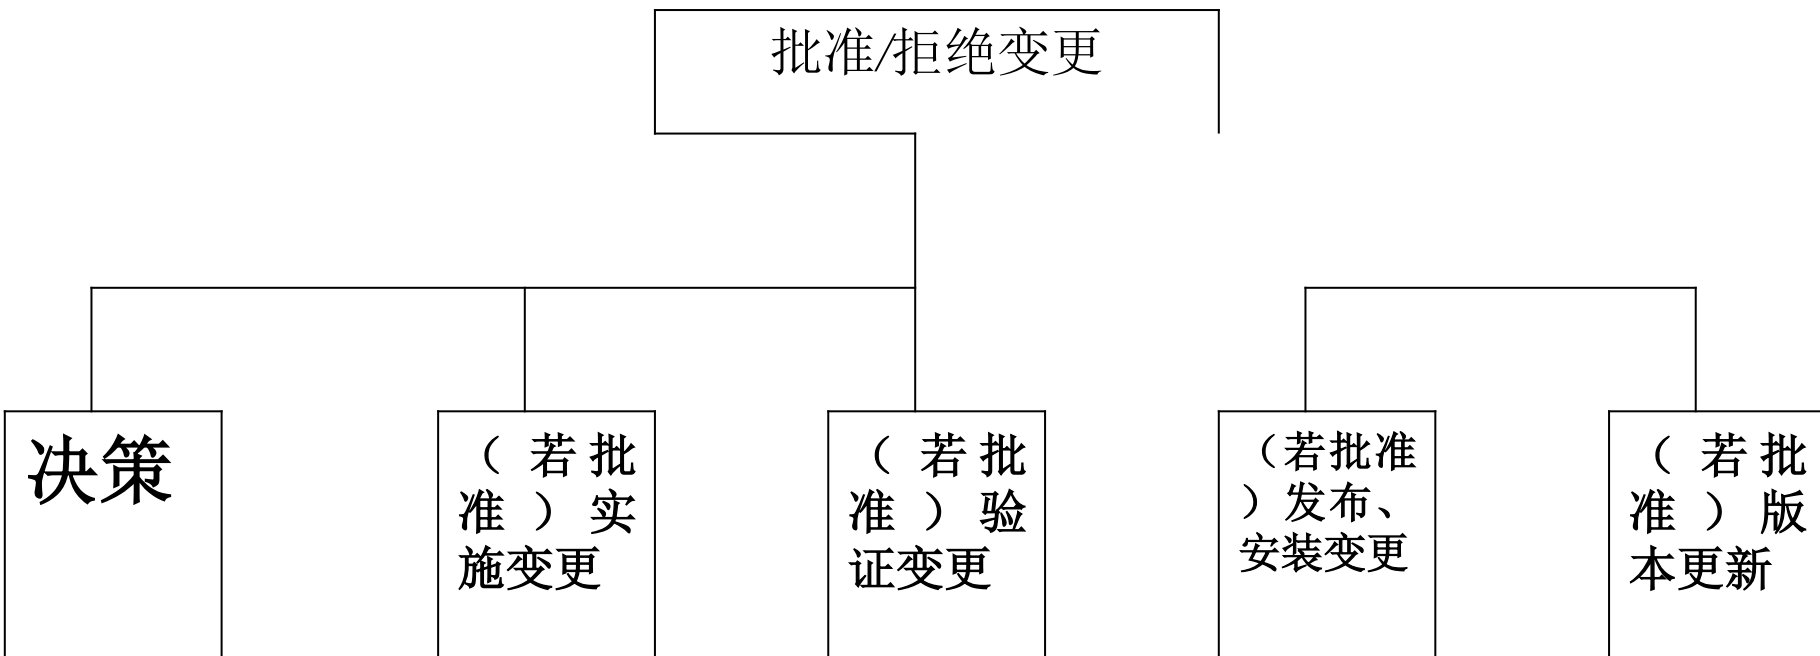 批准/拒绝变更
决策
（若批
准）实
施变更
（若批
准）验
证变更
（若批准
）发布、
安装变更
（若批
准）版
本更新